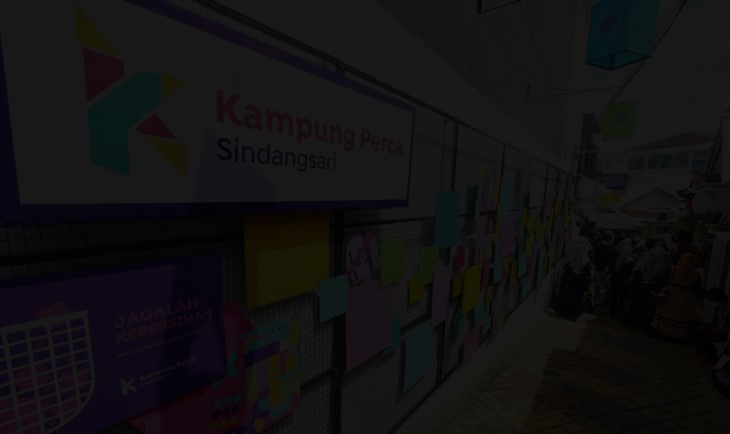 Kampung Perca
Sindangsari
JAGALAH
KEBERSIHAN